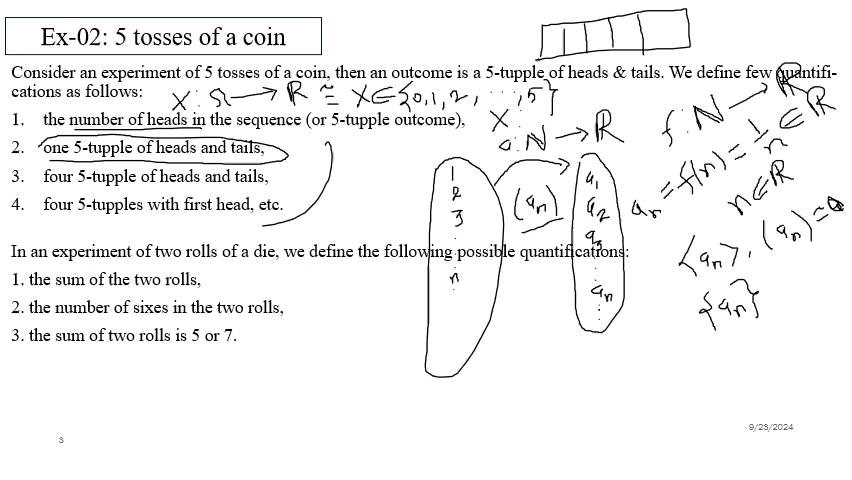 Ex-02: 5 tosses of a coin
Consider an experiment of 5 tosses of a coin, then an outcome is a 5-tupple of heads & tails. We define few quantifi-
cations as follows:
X : Ω → R ≅ X ∈ {0, 1, 2, ..., 5}
1. the number of heads in the sequence (or 5-tupple outcome),
X :
a : N → R
f : N → R
2. one 5-tupple of heads and tails,
3. four 5-tupple of heads and tails,
4. four 5-tupples with first head, etc.
1
2
3
.
.
n
.
(aₙ)
a₁
a₂
a₃
.
.
aₙ
⋮
aₙ = f(n) = 1/n ∈ R
n ∈ R
⟨aₙ⟩, (aₙ) =
{aₙ}
In an experiment of two rolls of a die, we define the following possible quantifications:
1. the sum of the two rolls,
2. the number of sixes in the two rolls,
3. the sum of two rolls is 5 or 7.
9/23/2024
3